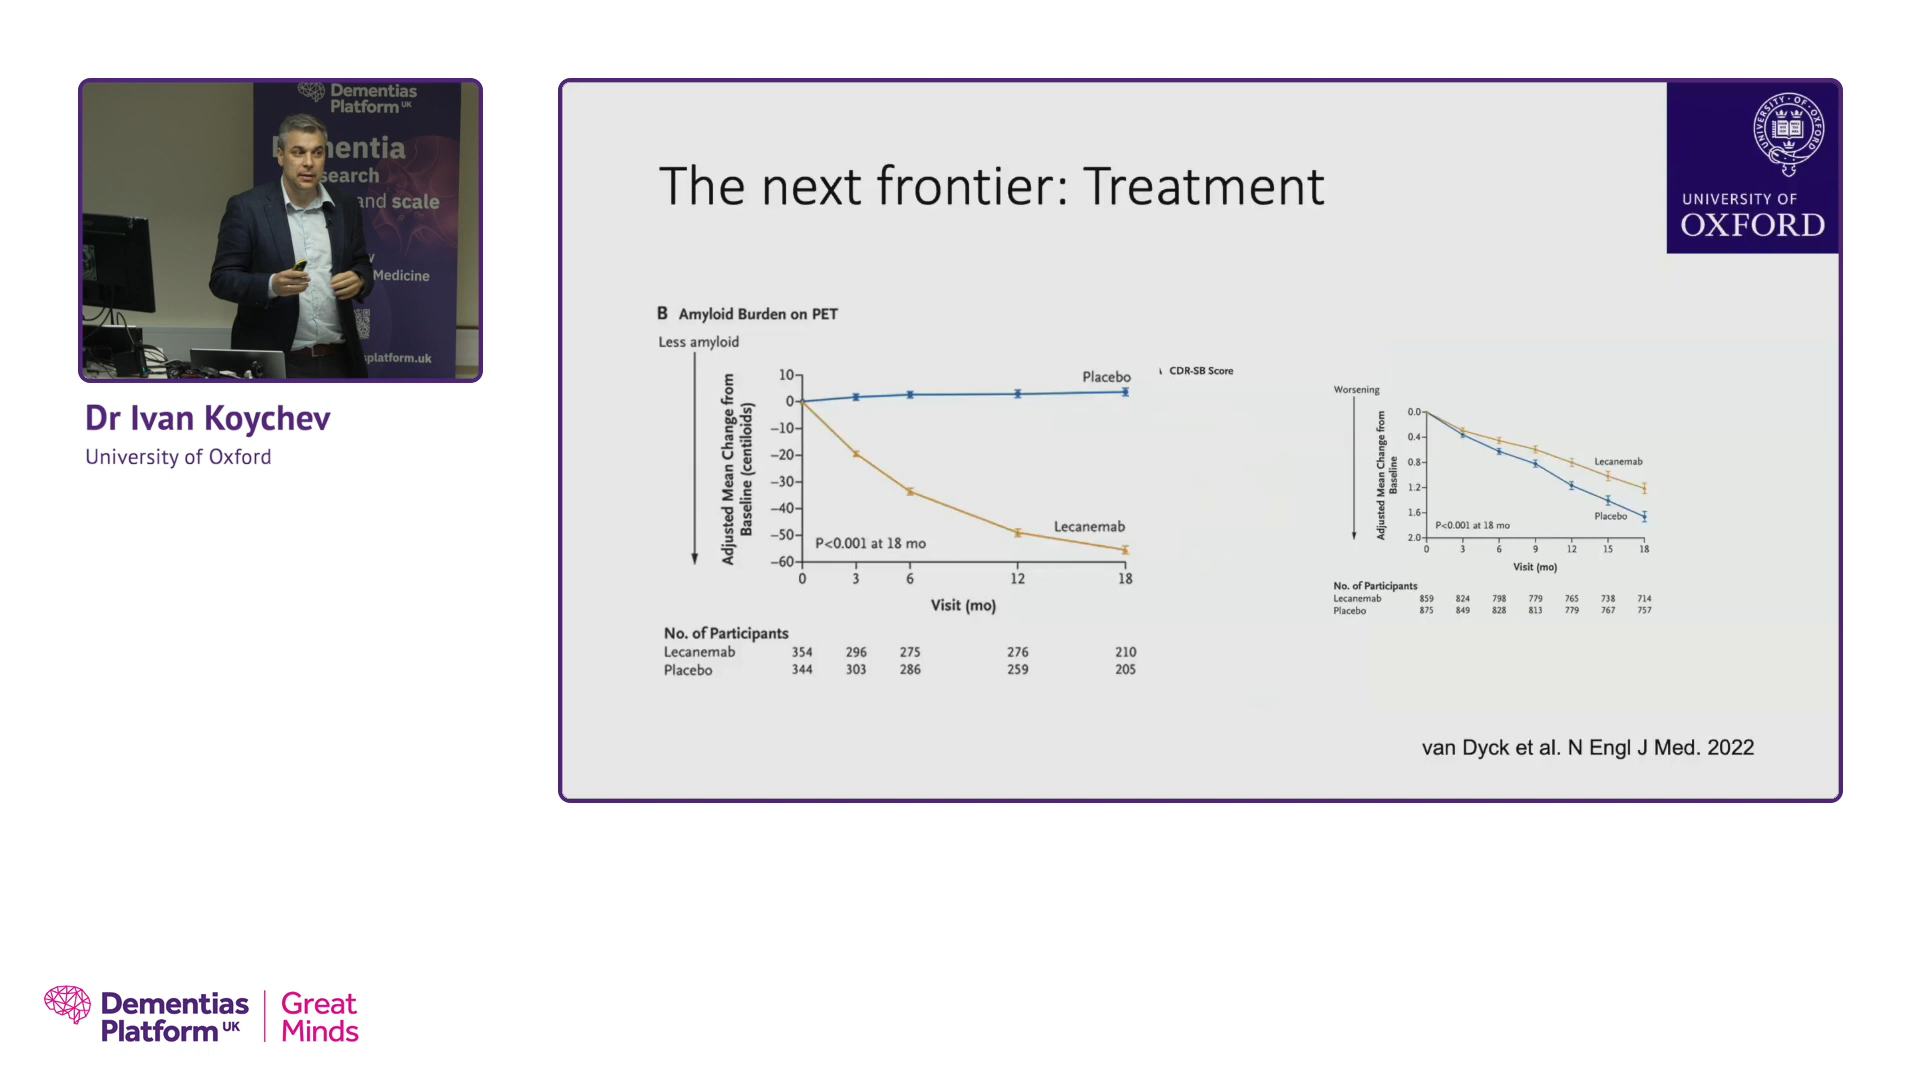 Dementias
Platform UK
mentia
search
and scale
Medicine
platform.uk
Dr Ivan Koychev
University of Oxford
The next frontier: Treatment
UNIVERSITY OF OXFORD
UNIVERSITY OF
OXFORD
B Amyloid Burden on PET
Less amyloid
Adjusted Mean Change from
Baseline (centiloids)
10
0
−10
−20
−30
−40
−50
−60
Placebo
Lecanemab
P<0.001 at 18 mo
0 3 6 12 18
Visit (mo)
No. of Participants
Lecanemab 354 296 275 276 210
Placebo 344 303 286 259 205
CDR-SB Score
Worsening
Adjusted Mean Change from
Baseline
0.0
0.4
0.8
1.2
1.6
2.0
Lecanemab
Placebo
P<0.001 at 18 mo
0 3 6 9 12 15 18
Visit (mo)
No. of Participants
Lecanemab 859 824 798 779 765 738 714
Placebo 875 849 828 813 779 767 757
van Dyck et al. N Engl J Med. 2022
Dementias
Platform UK
Great
Minds